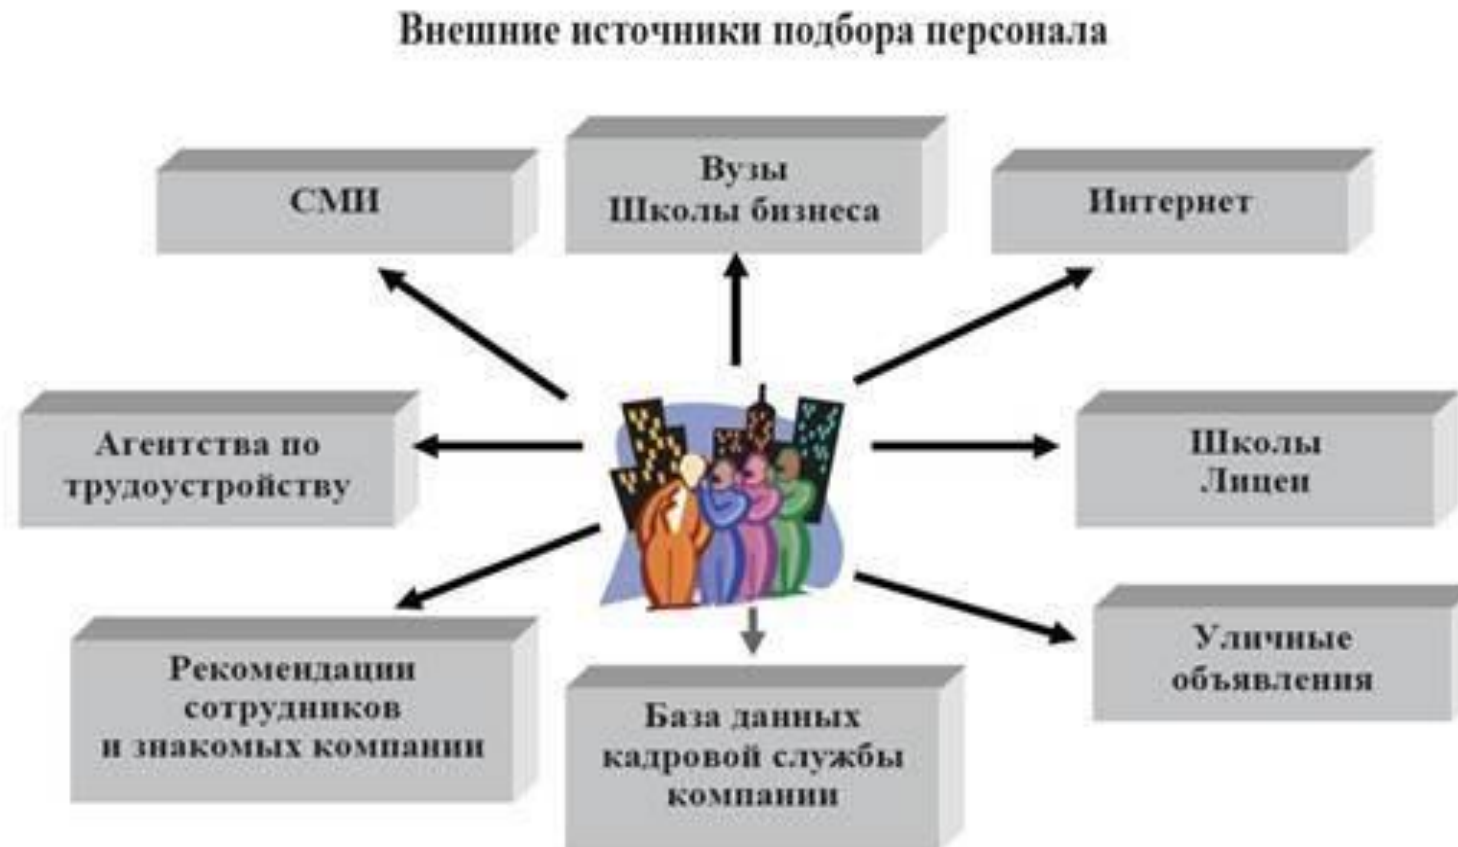 Внешние источники подбора персонала
СМИ
Вузы
Школы бизнеса
Интернет
Агентства по
трудоустройству
Школы
Лицеи
Рекомендации
сотрудников
и знакомых компании
База данных
кадровой службы
компании
Уличные
объявления